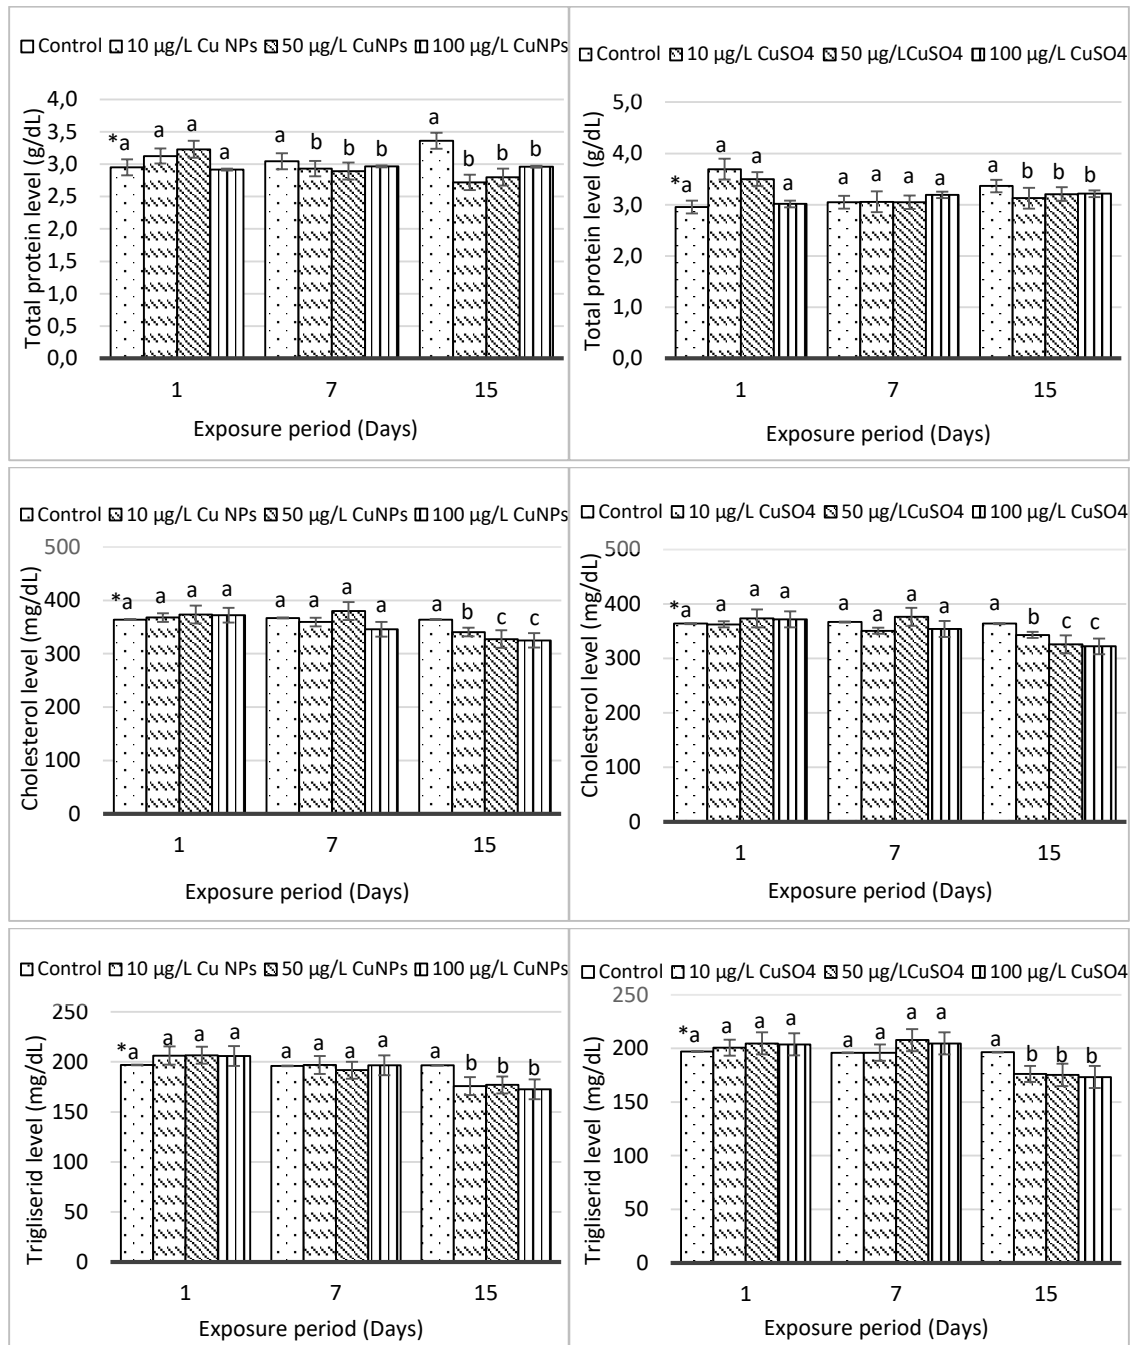 Control 10 µg/L Cu NPs 50 µg/L CuNPs 100 µg/L CuNPs
Total protein level (g/dL)
4,0
3,5
3,0
2,5
2,0
1,5
1,0
0,5
0,0
*a a a a a b b b a b b b
1 7 15
Exposure period (Days)
Control 10 µg/L CuSO4 50 µg/LCuSO4 100 µg/L CuSO4
Total protein level (g/dL)
5,0
4,0
3,0
2,0
1,0
0,0
*a a a a a a a a a b b b
1 7 15
Exposure period (Days)
Control 10 µg/L Cu NPs 50 µg/L CuNPs 100 µg/L CuNPs
Cholesterol level (mg/dL)
500
400
300
200
100
0
*a a a a a a a a a b c c
1 7 15
Exposure period (Days)
Control 10 µg/L CuSO4 50 µg/LCuSO4 100 µg/L CuSO4
Cholesterol level (mg/dL)
500
400
300
200
100
0
*a a a a a a a a a b c c
1 7 15
Exposure period (Days)
Control 10 µg/L Cu NPs 50 µg/L CuNPs 100 µg/L CuNPs
Trigliserid level (mg/dL)
250
200
150
100
50
0
*a a a a a a a a a b b b
1 7 15
Exposure period (Days)
Control 10 µg/L CuSO4 50 µg/LCuSO4 100 µg/L CuSO4
Trigliserid level (mg/dL)
250
200
150
100
50
0
*a a a a a a a a a b b b
1 7 15
Exposure period (Days)